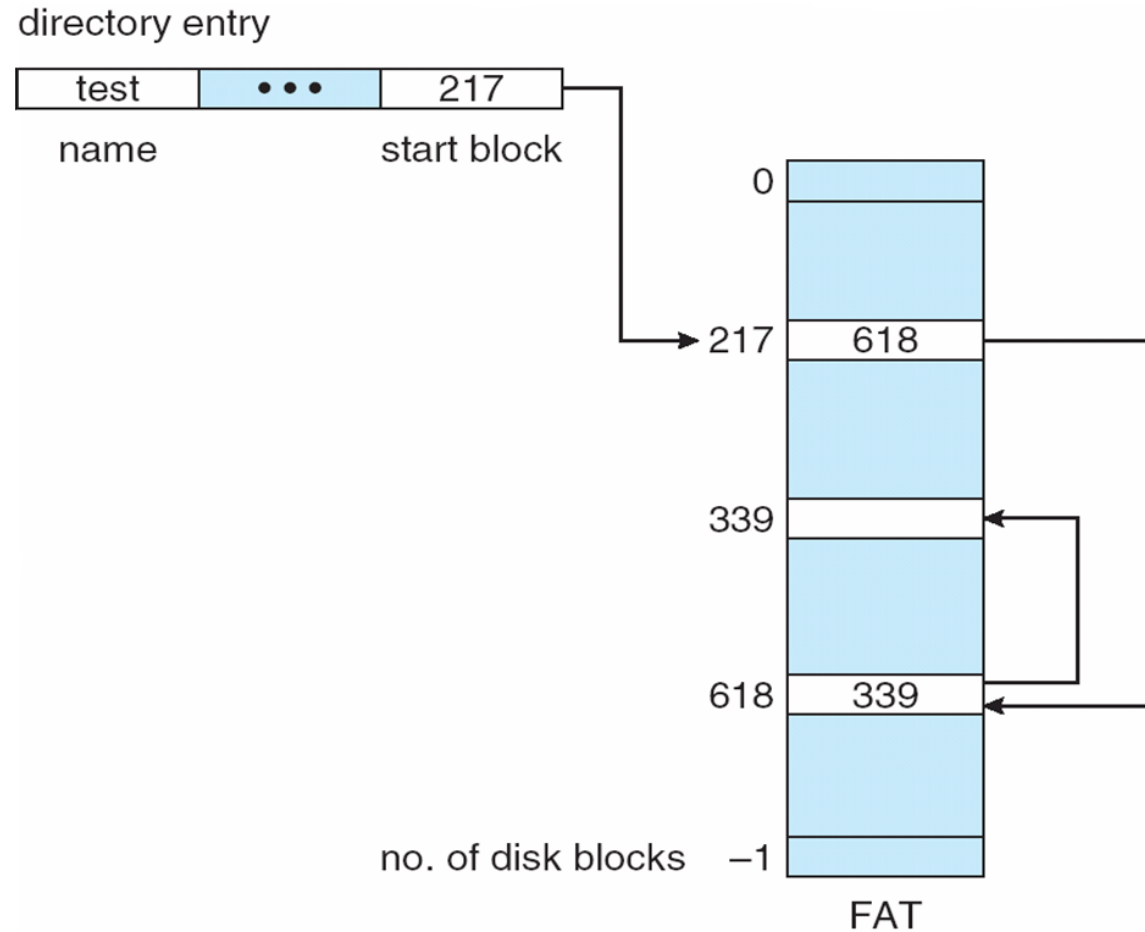 directory entry
test ••• 217
name start block
0
217 618
339
618 339
no. of disk blocks –1
FAT